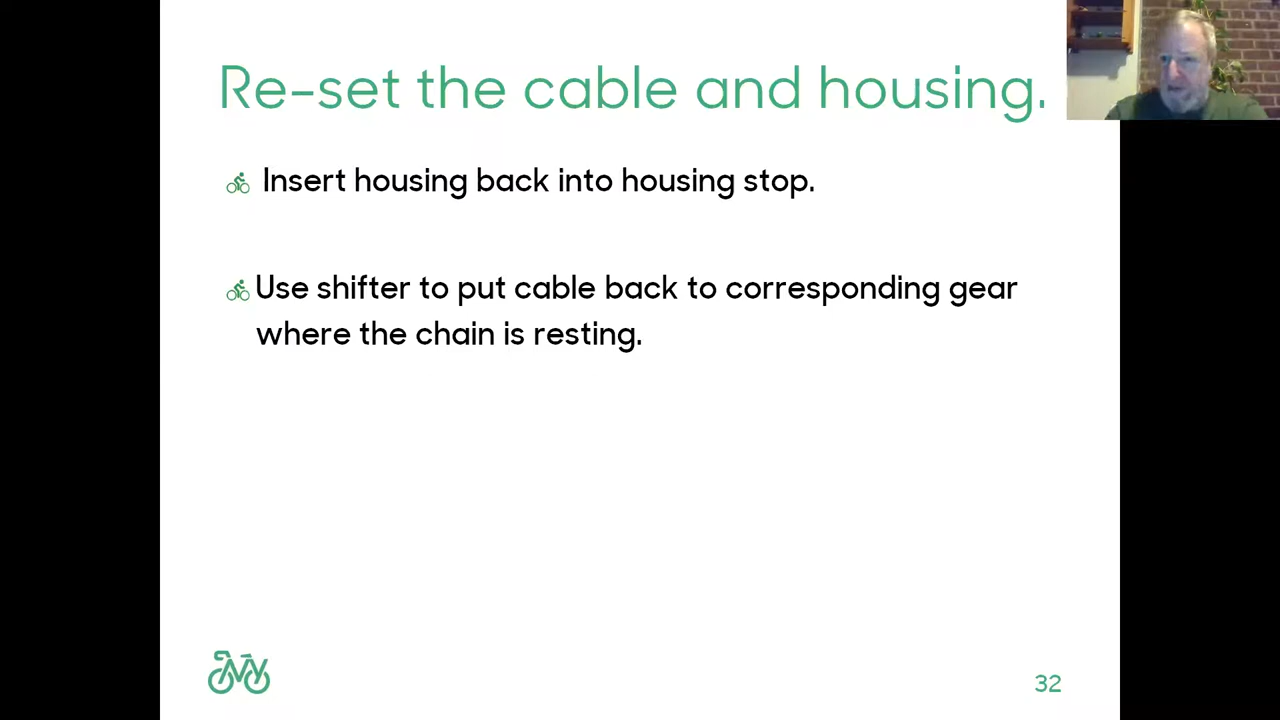 Re-set the cable and housing.
Insert housing back into housing stop.
Use shifter to put cable back to corresponding gear
where the chain is resting.
32